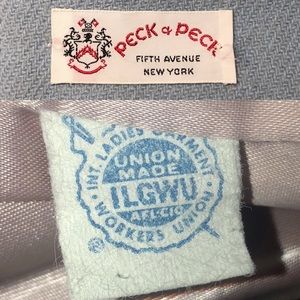 PECK & PECK
FIFTH AVENUE
NEW YORK
INT. LADIES GARMENT
WORKERS UNION
UNION
MADE
ILGWU
AFL-CIO
®